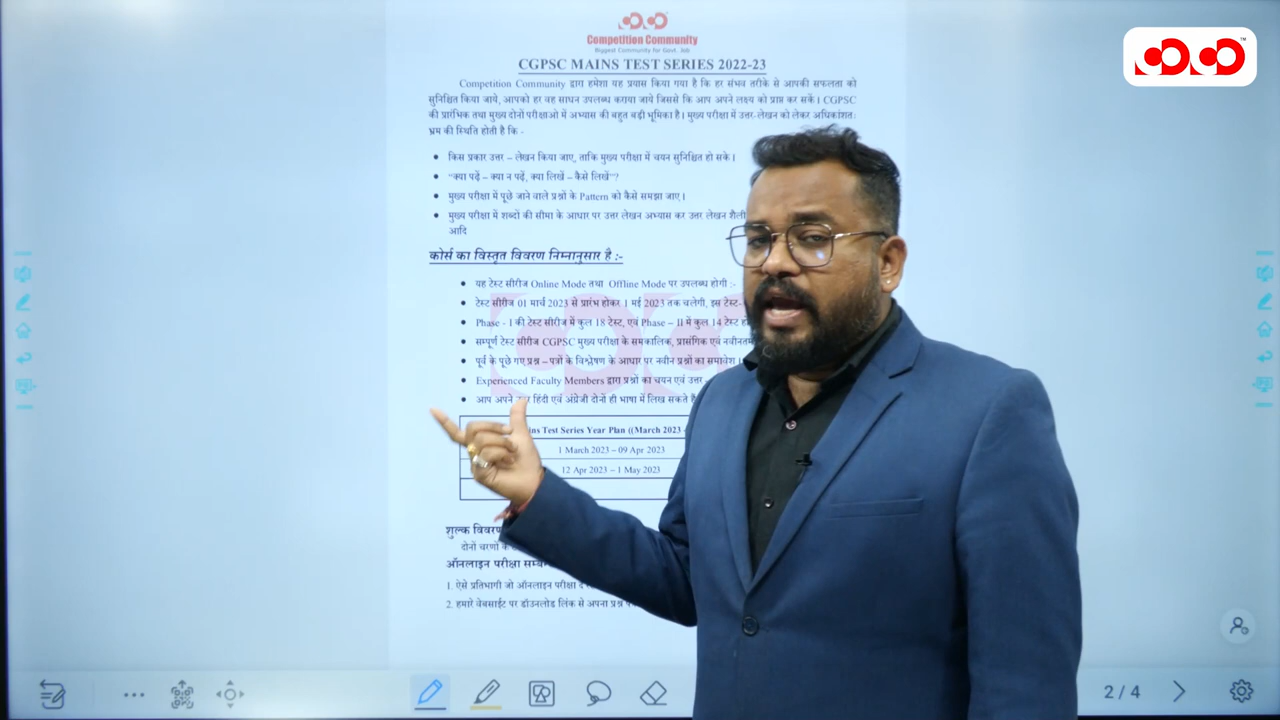 Competition Community
Biggest Community for Govt. Job
CGPSC MAINS TEST SERIES 2022-23
Competition Community द्वारा हमेशा यह प्रयास किया गया है कि हर संभव तरीके से आपकी सफलता को
सुनिश्चित किया जाये, आपको हर वह साधन उपलब्ध कराया जाये जिससे कि आप अपने लक्ष्य को प्राप्त कर सकें। CGPSC
की प्रारंभिक तथा मुख्य दोनों परीक्षाओं में अभ्यास की बहुत बड़ी भूमिका है। मुख्य परीक्षा में उत्तर-लेखन को लेकर अधिकांशतः
भ्रम की स्थिति होती है कि -
किस प्रकार उत्तर – लेखन किया जाए, ताकि मुख्य परीक्षा में चयन सुनिश्चित हो सके।
"क्या पढ़ें – क्या न पढ़ें, क्या लिखें – कैसे लिखें"?
मुख्य परीक्षा में पूछे जाने वाले प्रश्नों के Pattern को कैसे समझा जाए।
मुख्य परीक्षा में शब्दों की सीमा के आधार पर उत्तर लेखन अभ्यास कर उत्तर लेखन शैली
आदि
कोर्स का विस्तृत विवरण निम्नानुसार है :-
यह टेस्ट सीरीज Online Mode तथा Offline Mode पर उपलब्ध होगी :-
टेस्ट सीरीज 01 मार्च 2023 से प्रारंभ होकर 1 मई 2023 तक चलेगी, इस टेस्ट-
Phase - I की टेस्ट सीरीज में कुल 18 टेस्ट, एवं Phase – II में कुल 14 टेस्ट
सम्पूर्ण टेस्ट सीरीज CGPSC मुख्य परीक्षा के समकालिक, प्रासंगिक एवं नवीनतम
पूर्व के पूछे गए प्रश्न – पत्रों के विश्लेषण के आधार पर नवीन प्रश्नों का समावेश।
Experienced Faculty Members द्वारा प्रश्नों का चयन एवं उत्तर –
आप अपने हिंदी एवं अंग्रेजी दोनों ही भाषा में लिख सकते
ins Test Series Year Plan ((March 2023
1 March 2023 – 09 Apr 2023
12 Apr 2023 – 1 May 2023
शुल्क विवरण
दोनों चरणों
ऑनलाइन परीक्षा
1. ऐसे प्रतिभागी जो ऑनलाइन परीक्षा
2. हमारे वेबसाईट पर डॉउनलोड लिंक से अपना प्रश्न
2 / 4